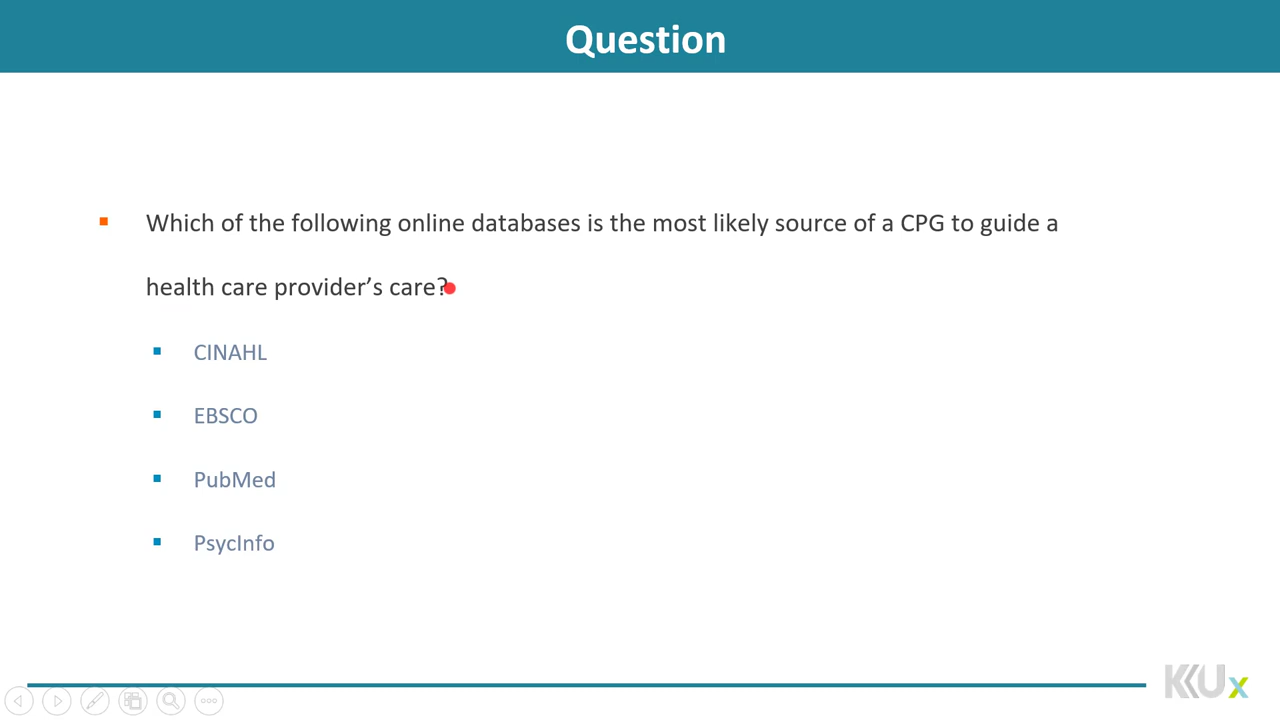 Question
Which of the following online databases is the most likely source of a CPG to guide a
health care provider’s care?
CINAHL
EBSCO
PubMed
PsycInfo
KKUx